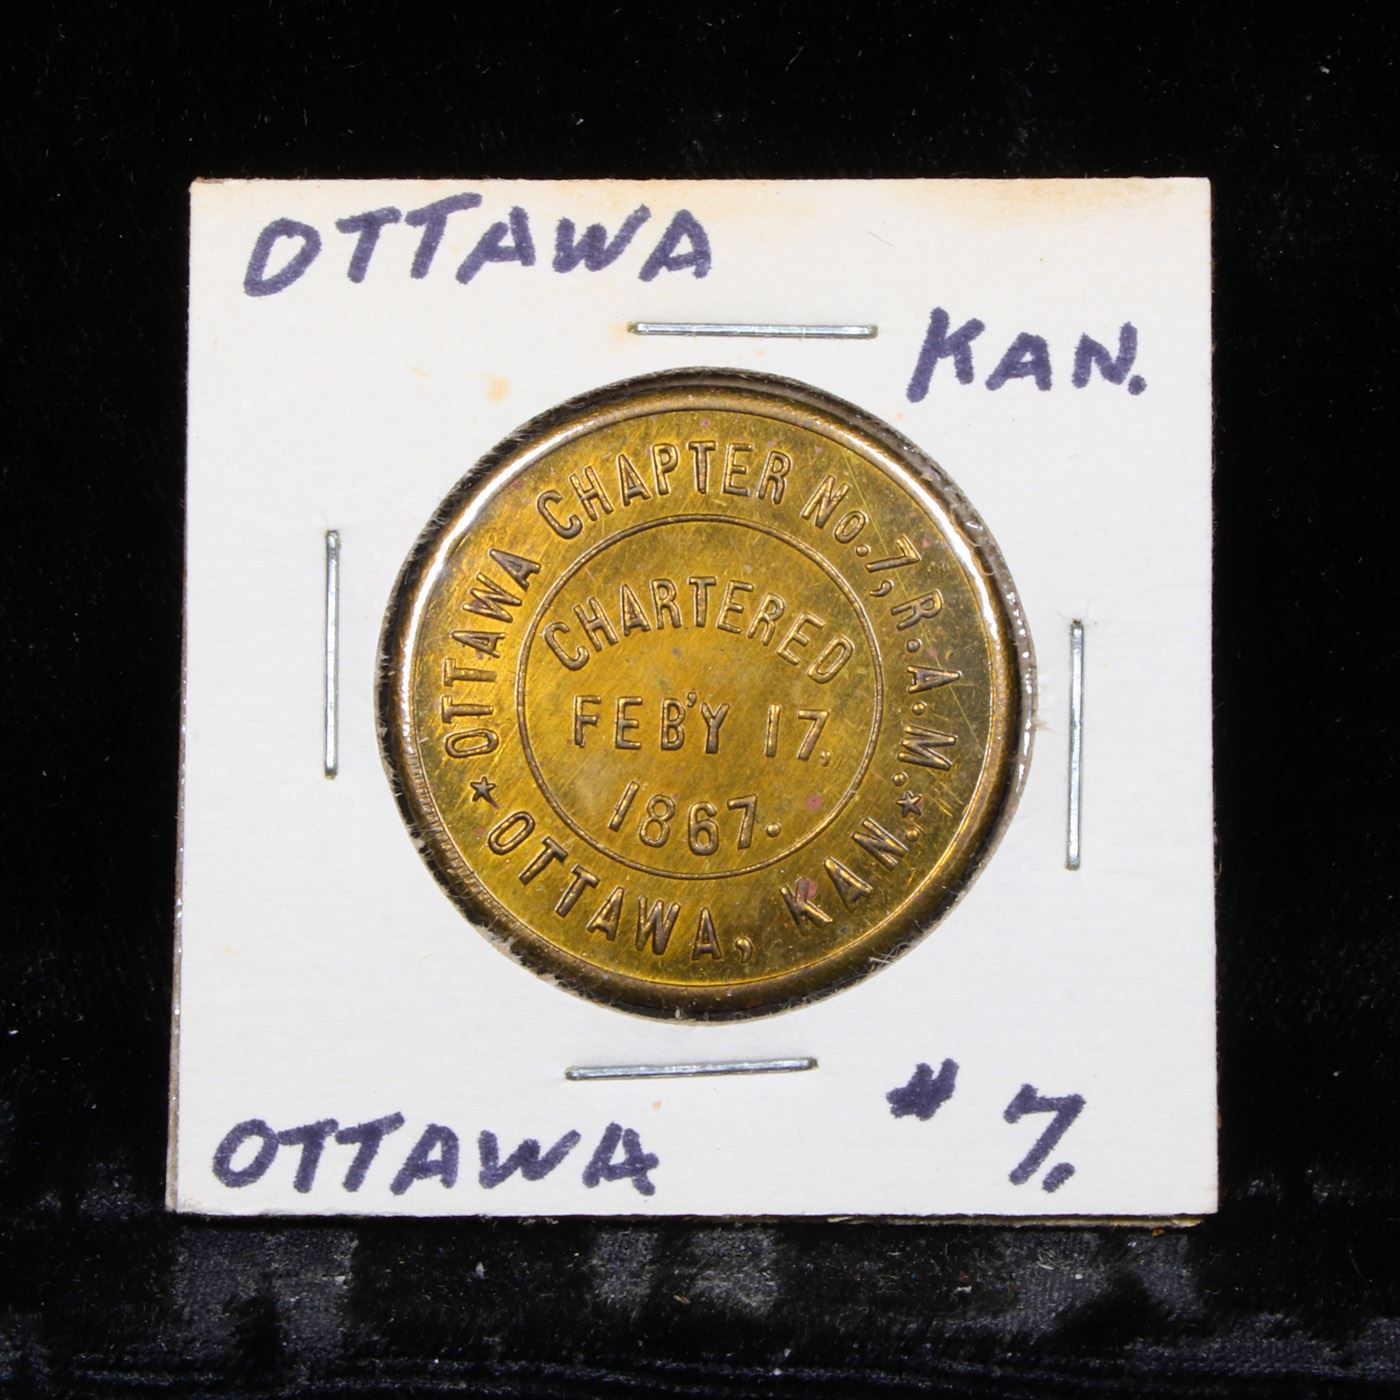 OTTAWA
KAN.
OTTAWA CHAPTER No. 7, R.A.M.
CHARTERED
FEB'Y 17,
1867.
★ OTTAWA, KAN. ★
OTTAWA # 7.